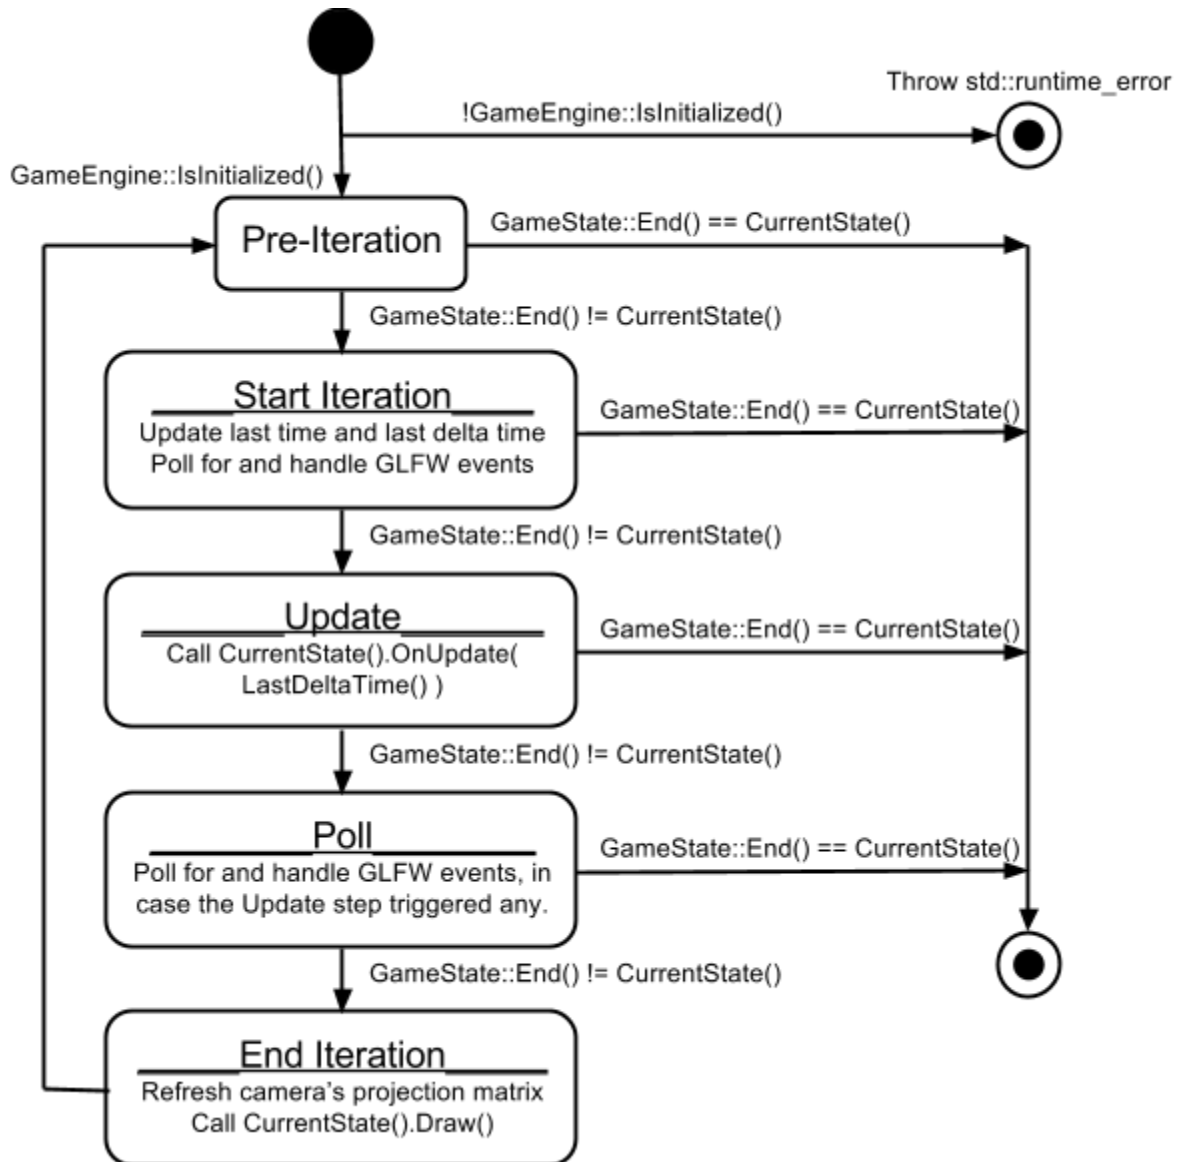 Throw std::runtime_error
!GameEngine::IsInitialized()
GameEngine::IsInitialized()
Pre-Iteration
GameState::End() == CurrentState()
GameState::End() != CurrentState()
Start Iteration
Update last time and last delta time
Poll for and handle GLFW events
GameState::End() == CurrentState()
GameState::End() != CurrentState()
Update
Call CurrentState().OnUpdate(
LastDeltaTime() )
GameState::End() == CurrentState()
GameState::End() != CurrentState()
Poll
Poll for and handle GLFW events, in
case the Update step triggered any.
GameState::End() == CurrentState()
GameState::End() != CurrentState()
End Iteration
Refresh camera's projection matrix
Call CurrentState().Draw()